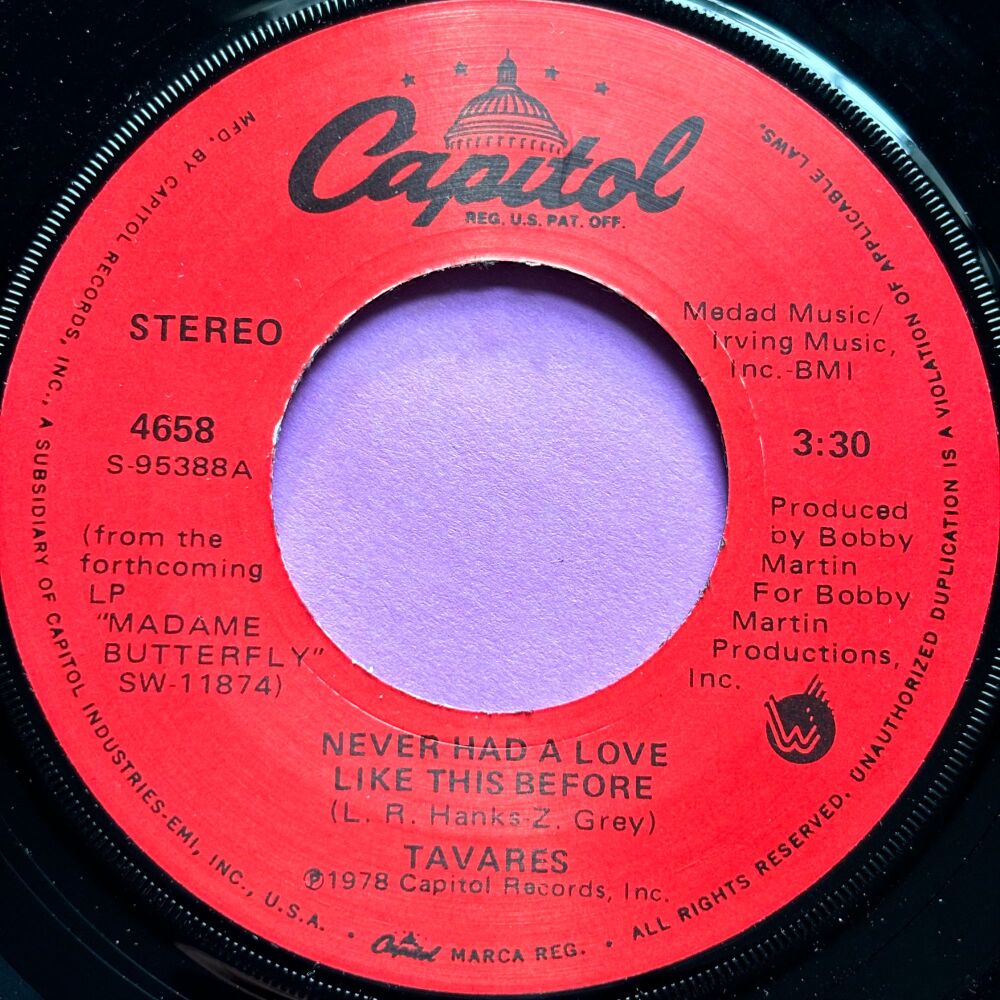 Capitol
REG. U.S. PAT. OFF.
STEREO
4658
S-95388A
(from the
forthcoming
LP
"MADAME
BUTTERFLY"
SW-11874)
Medad Music/
Irving Music,
Inc.-BMI
3:30
Produced
by Bobby
Martin
For Bobby
Martin
Productions,
Inc.
W
NEVER HAD A LOVE
LIKE THIS BEFORE
(L. R. Hanks-Z. Grey)
TAVARES
℗1978 Capitol Records, Inc.
MFD. BY CAPITOL RECORDS, INC., A SUBSIDIARY OF CAPITOL INDUSTRIES-EMI, INC., U.S.A. • Capitol MARCA REG. • ALL RIGHTS RESERVED. UNAUTHORIZED DUPLICATION IS A VIOLATION OF APPLICABLE LAWS.